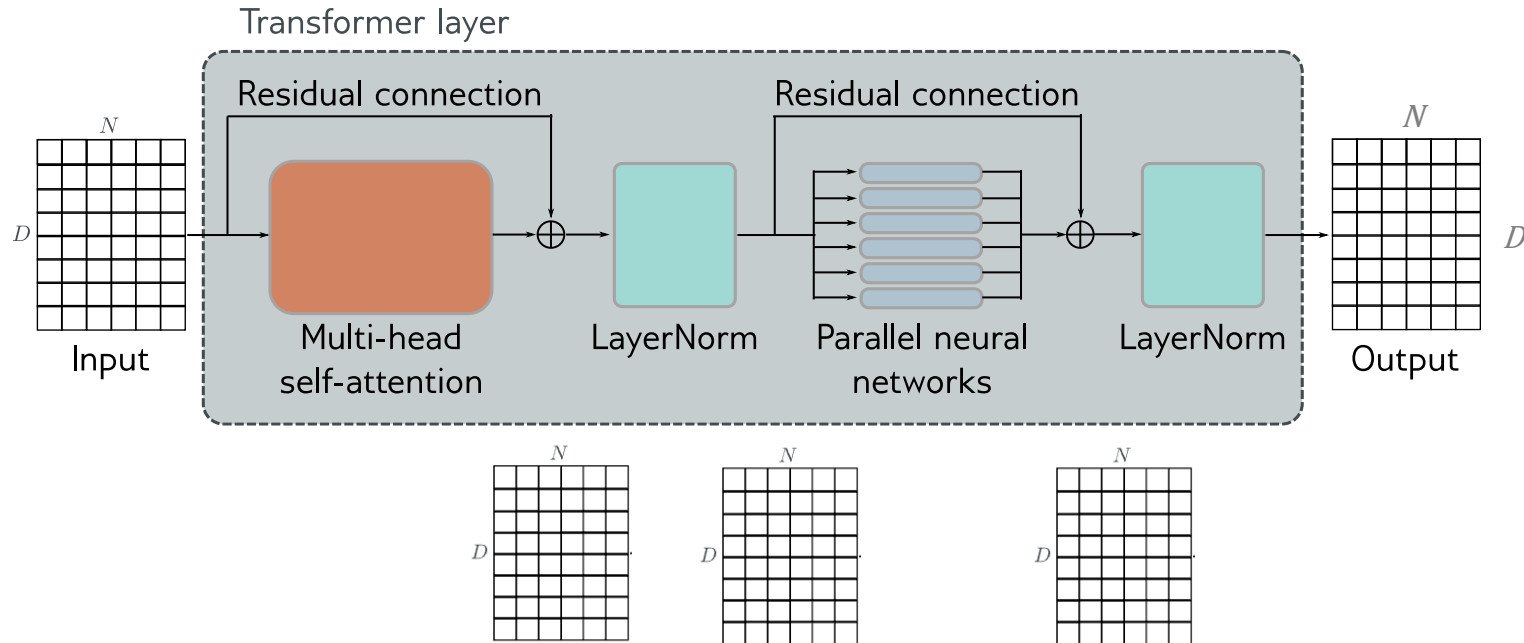 Transformer layer
Residual connection
Residual connection
N
N
D
D
Input
Multi-head
self-attention
LayerNorm
Parallel neural
networks
LayerNorm
Output
N
N
N
D
D
D